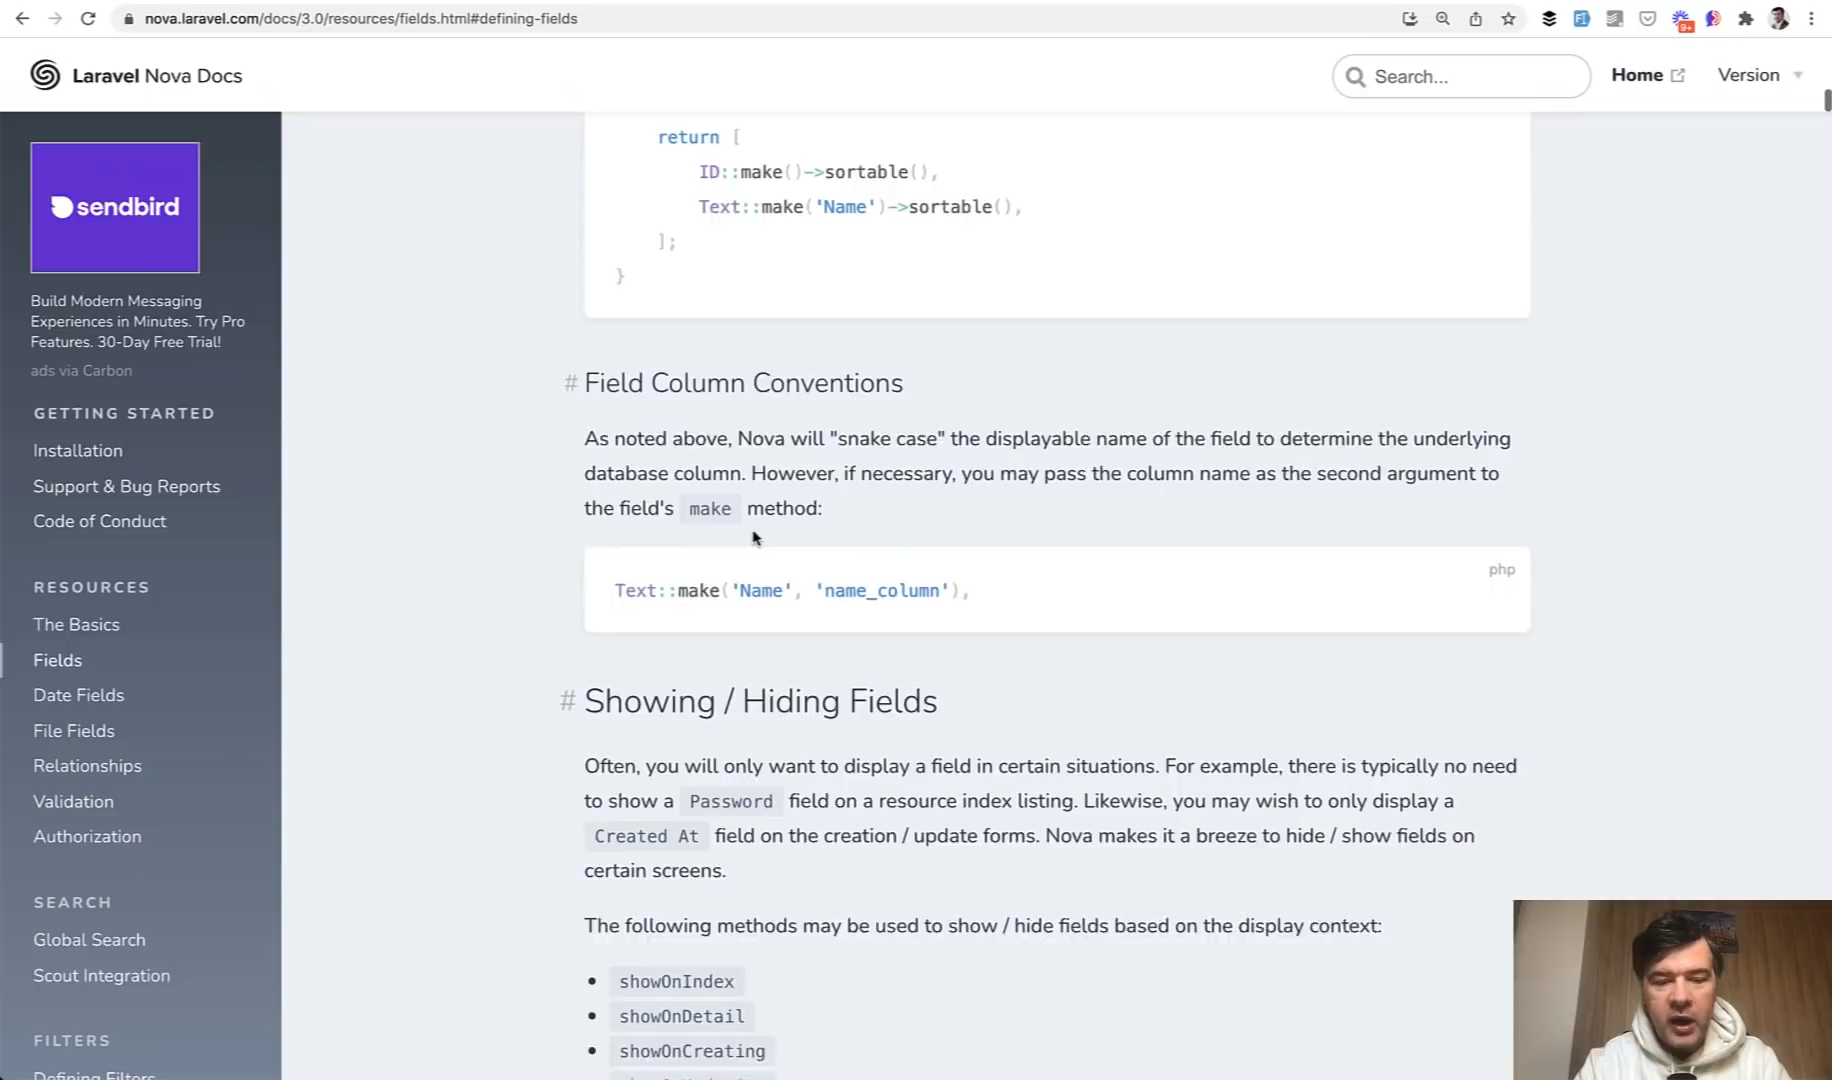 nova.laravel.com/docs/3.0/resources/fields.html#defining-fields
9+
Laravel Nova Docs
Search...
Home
Version
sendbird
Build Modern Messaging
Experiences in Minutes. Try Pro
Features. 30-Day Free Trial!
ads via Carbon
GETTING STARTED
Installation
Support & Bug Reports
Code of Conduct
RESOURCES
The Basics
Fields
Date Fields
File Fields
Relationships
Validation
Authorization
SEARCH
Global Search
Scout Integration
FILTERS
Defining Filters
return [
ID::make()->sortable(),
Text::make('Name')->sortable(),
];
}
# Field Column Conventions
As noted above, Nova will "snake case" the displayable name of the field to determine the underlying
database column. However, if necessary, you may pass the column name as the second argument to
the field's make method:
php
Text::make('Name', 'name_column'),
# Showing / Hiding Fields
Often, you will only want to display a field in certain situations. For example, there is typically no need
to show a Password field on a resource index listing. Likewise, you may wish to only display a
Created At field on the creation / update forms. Nova makes it a breeze to hide / show fields on
certain screens.
The following methods may be used to show / hide fields based on the display context:
• showOnIndex
• showOnDetail
• showOnCreating